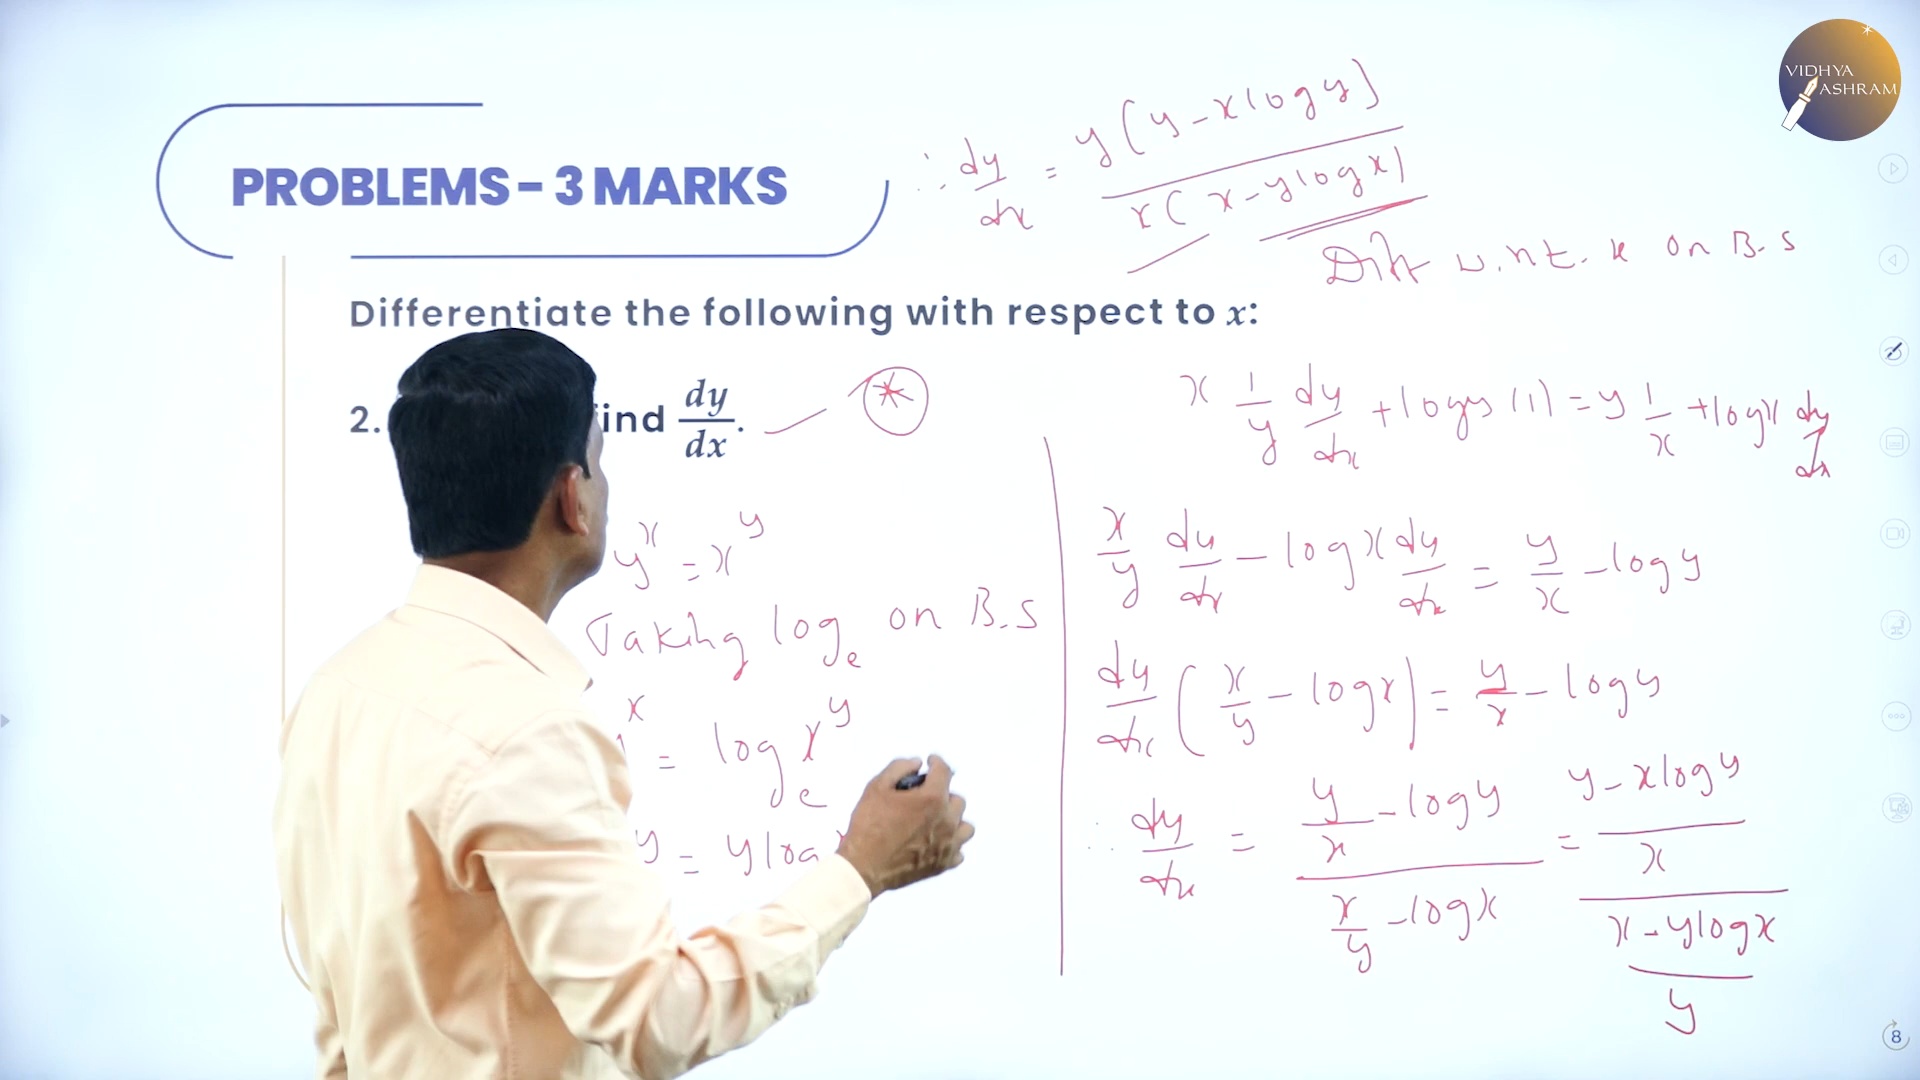 VIDHYA
ASHRAM
PROBLEMS – 3 MARKS
∴ dy/dx = y(y - x log y) / x(x - y log x)
Diff w.r.t. x on B.S
Differentiate the following with respect to x:
2. ind dy/dx.
*
y^x = x^y
Taking log_e on B.S
x = log_e x^y
y = y log
x 1/y dy/dx + log y (1) = y 1/x + log x dy/dx
x/y dy/dx - log x dy/dx = y/x - log y
dy/dx (x/y - log x) = y/x - log y
∴ dy/dx = (y/x - log y) / (x/y - log x) = ((y - x log y)/x) / ((x - y log x)/y)
8